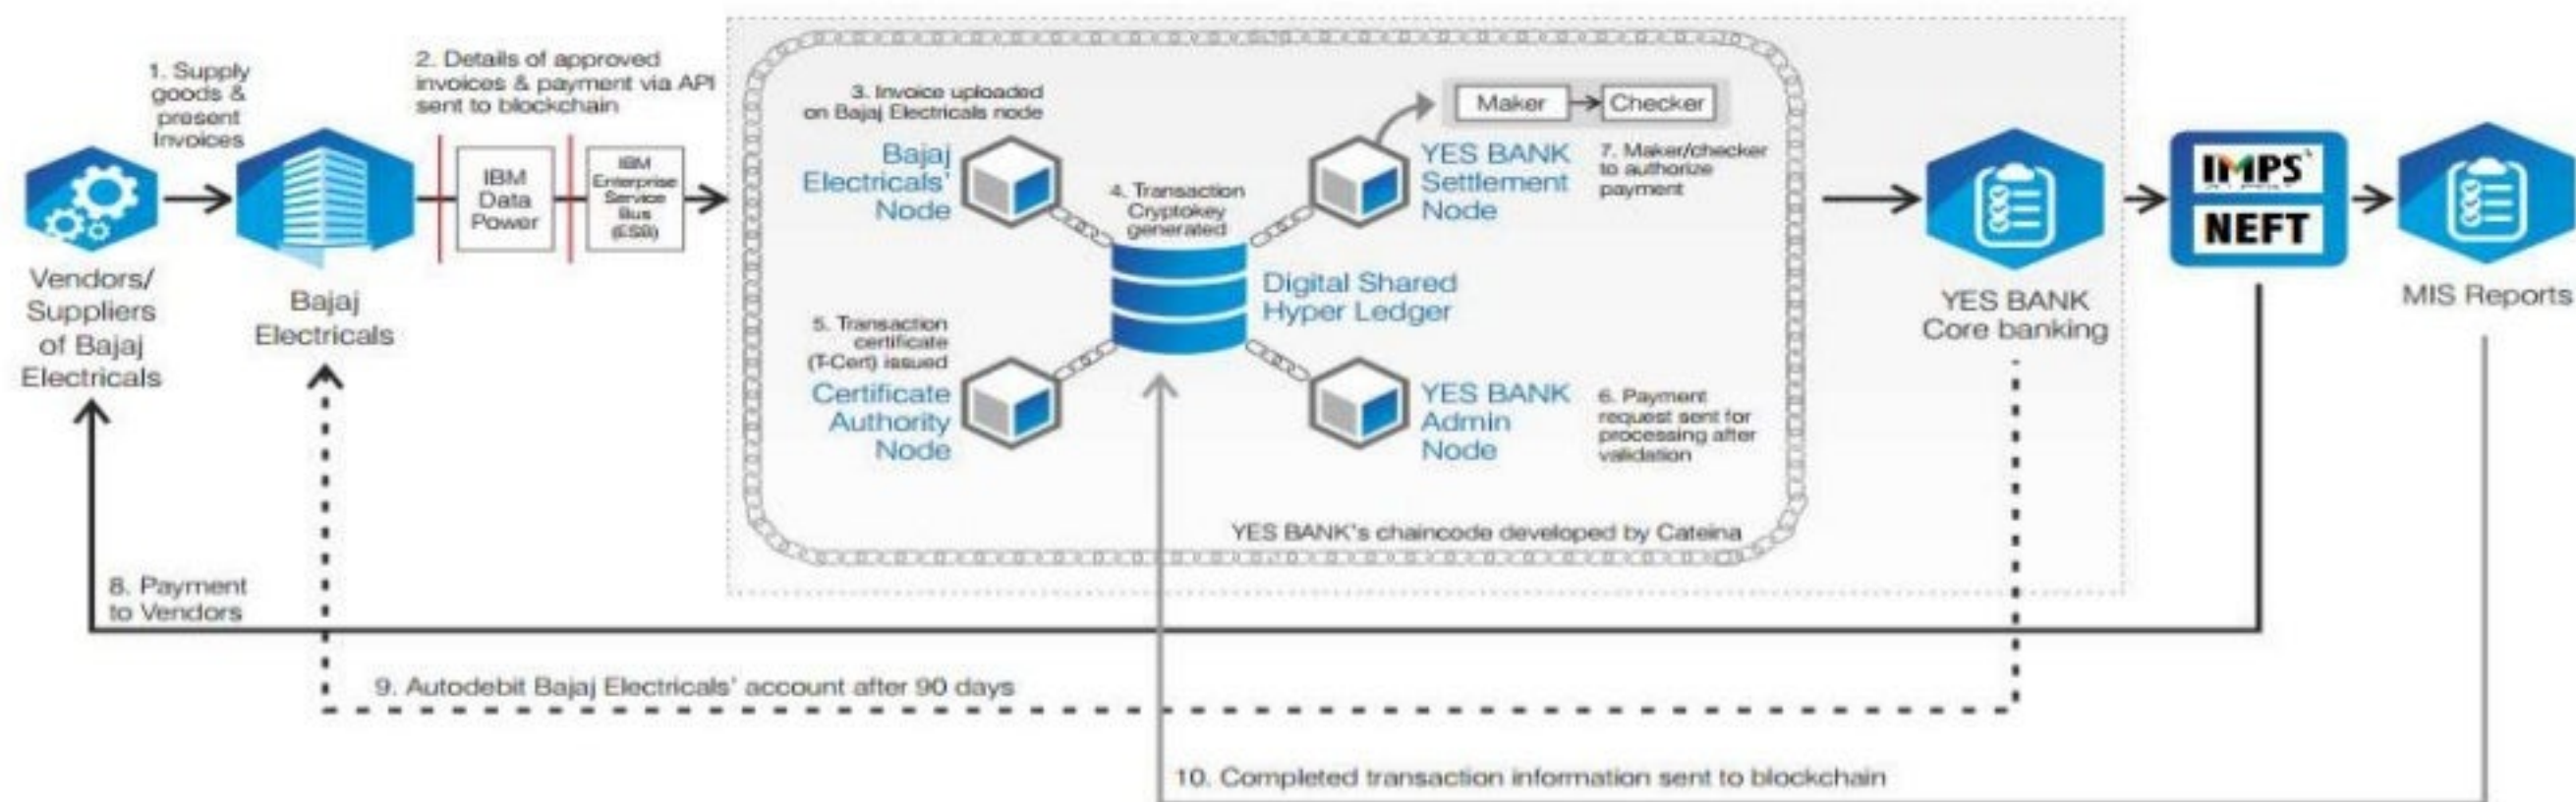 1. Supply
goods &
present
Invoices
2. Details of approved
invoices & payment via API
sent to blockchain
IBM
Data
Power
IBM
Enterprise
Service
Bus
(ESB)
Vendors/
Suppliers
of Bajaj
Electricals
Bajaj
Electricals
3. Invoice uploaded
on Bajaj Electricals node
Bajaj
Electricals'
Node
4. Transaction
Cryptokey
generated
Maker
Checker
YES BANK
Settlement
Node
7. Maker/checker
to authorize
payment
Digital Shared
Hyper Ledger
5. Transaction
certificate
(T-Cert) issued
Certificate
Authority
Node
YES BANK
Admin
Node
6. Payment
request sent for
processing after
validation
YES BANK's chaincode developed by Cateina
YES BANK
Core banking
IMPS
NEFT
MIS Reports
8. Payment
to Vendors
9. Autodebit Bajaj Electricals' account after 90 days
10. Completed transaction information sent to blockchain